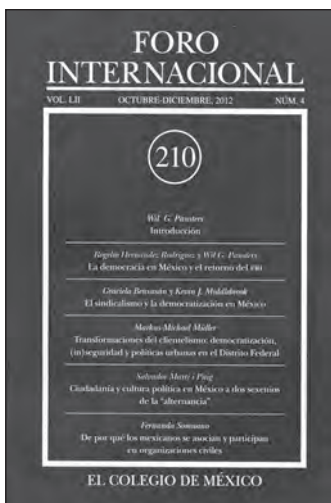 FORO
INTERNACIONAL
VOL. LII OCTUBRE-DICIEMBRE, 2012 NÚM. 4
210
Wil G. Pansters
Introducción
Rogelio Hernández Rodríguez y Wil G. Pansters
La democracia en México y el retorno del PRI
Graciela Bensusán y Kevin J. Middlebrook
El sindicalismo y la democratización en México
Markus-Michael Müller
Transformaciones del clientelismo: democratización,
(in)seguridad y políticas urbanas en el Distrito Federal
Salvador Martí i Puig
Ciudadanía y cultura política en México a dos sexenios
de la "alternancia"
Fernanda Somuano
De por qué los mexicanos se asocian y participan
en organizaciones civiles
EL COLEGIO DE MÉXICO